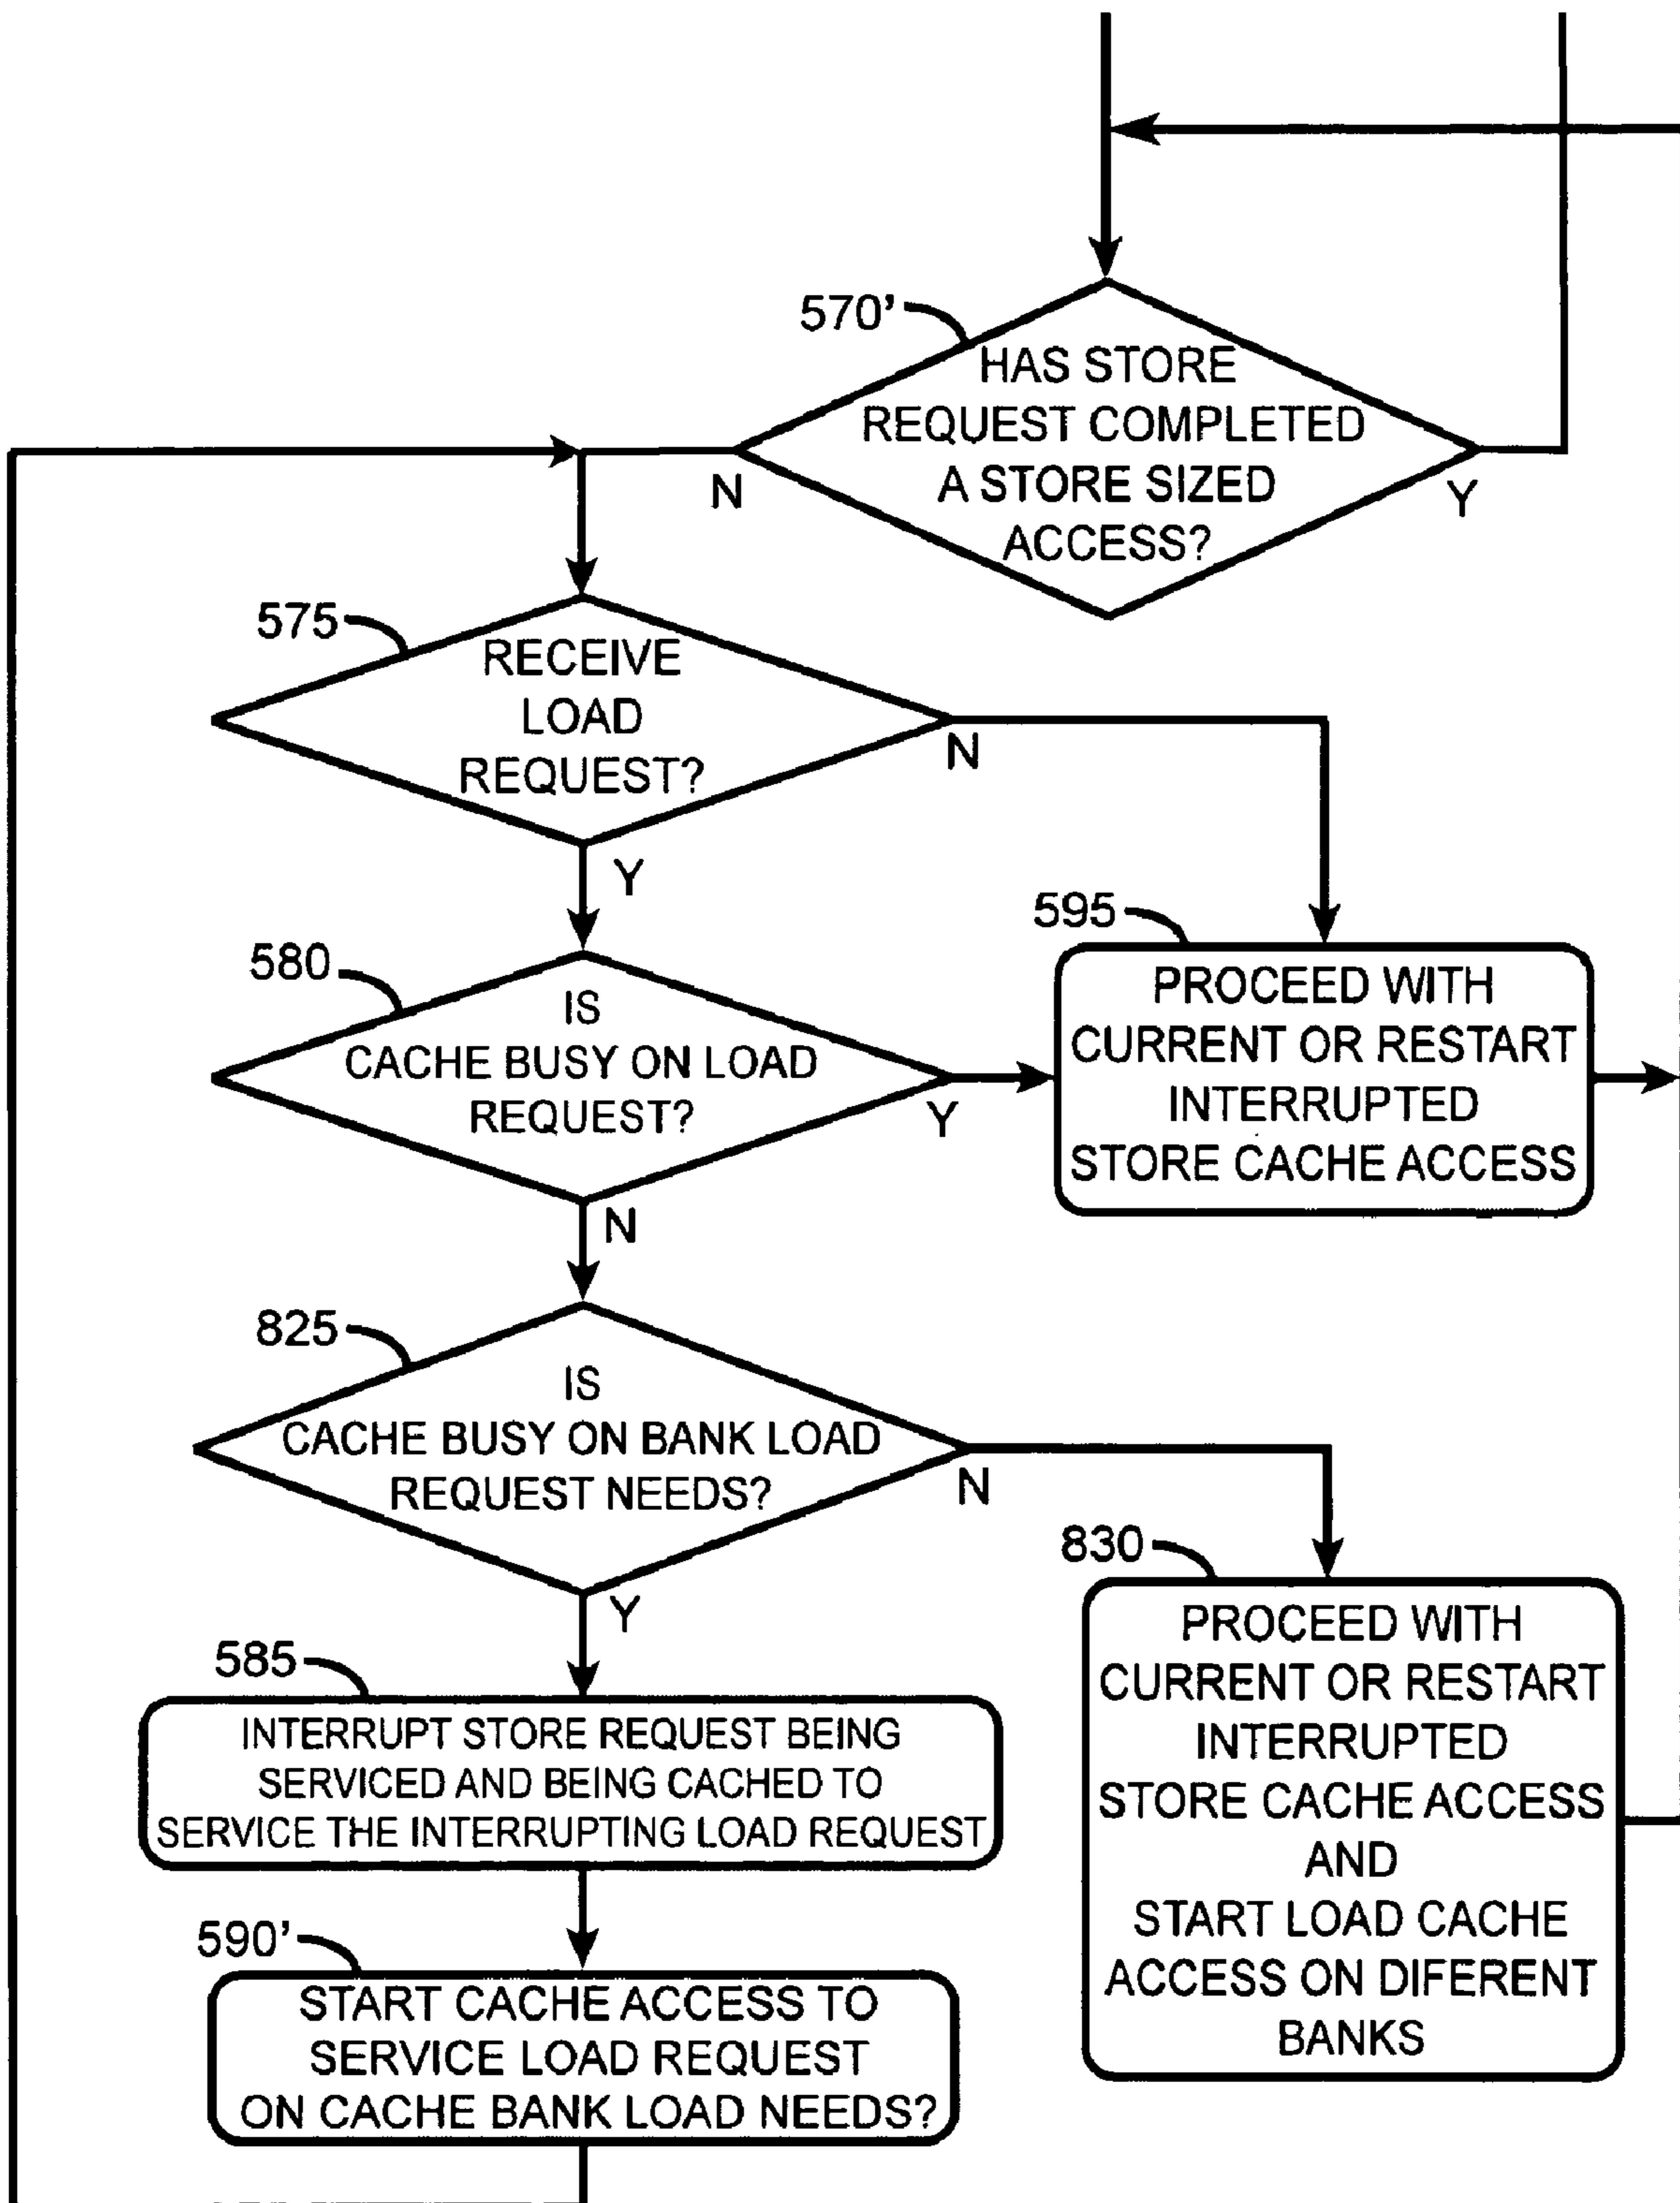 570'
HAS STORE
REQUEST COMPLETED
A STORE SIZED
ACCESS?
N
Y
575
RECEIVE
LOAD
REQUEST?
N
Y
595
PROCEED WITH
CURRENT OR RESTART
INTERRUPTED
STORE CACHE ACCESS
580
IS
CACHE BUSY ON LOAD
REQUEST?
Y
N
825
IS
CACHE BUSY ON BANK LOAD
REQUEST NEEDS?
N
Y
830
PROCEED WITH
CURRENT OR RESTART
INTERRUPTED
STORE CACHE ACCESS
AND
START LOAD CACHE
ACCESS ON DIFERENT
BANKS
585
INTERRUPT STORE REQUEST BEING
SERVICED AND BEING CACHED TO
SERVICE THE INTERRUPTING LOAD REQUEST
590'
START CACHE ACCESS TO
SERVICE LOAD REQUEST
ON CACHE BANK LOAD NEEDS?